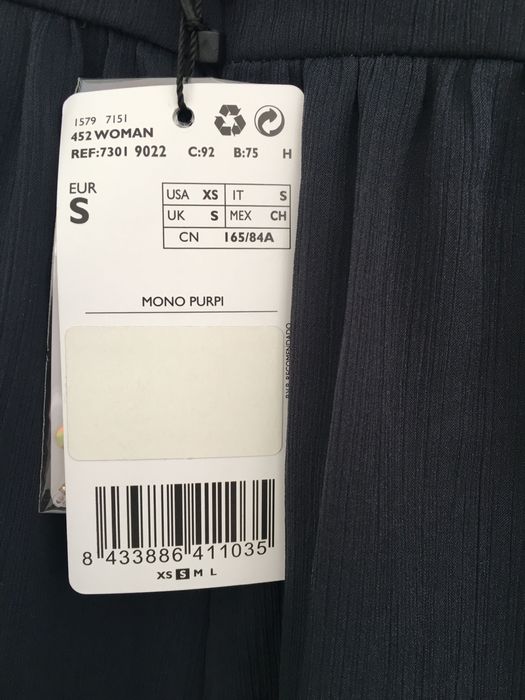 1579 7151
452 WOMAN
REF:7301 9022 C:92 B:75 H
EUR
S
USA XS IT S
UK S MEX CH
CN 165/84A
MONO PURPI
P.V.P. RECOMENDADO
8 433886 411035
XS S M L